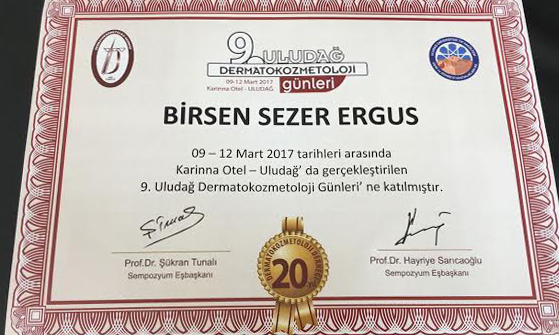 9. ULUDAĞ
DERMATOKOZMETOLOJİ
09-12 Mart 2017
Karinna Otel - ULUDAĞ
günleri
BİRSEN SEZER ERGUS
09 – 12 Mart 2017 tarihleri arasında
Karinna Otel – Uludağ' da gerçekleştirilen
9. Uludağ Dermatokozmetoloji Günleri' ne katılmıştır.
Prof.Dr. Şükran Tunalı
Sempozyum Eşbaşkanı
Prof.Dr. Hayriye Sarıcaoğlu
Sempozyum Eşbaşkanı
DERMATOKOZMETOLOJİ DERNEĞİ
20